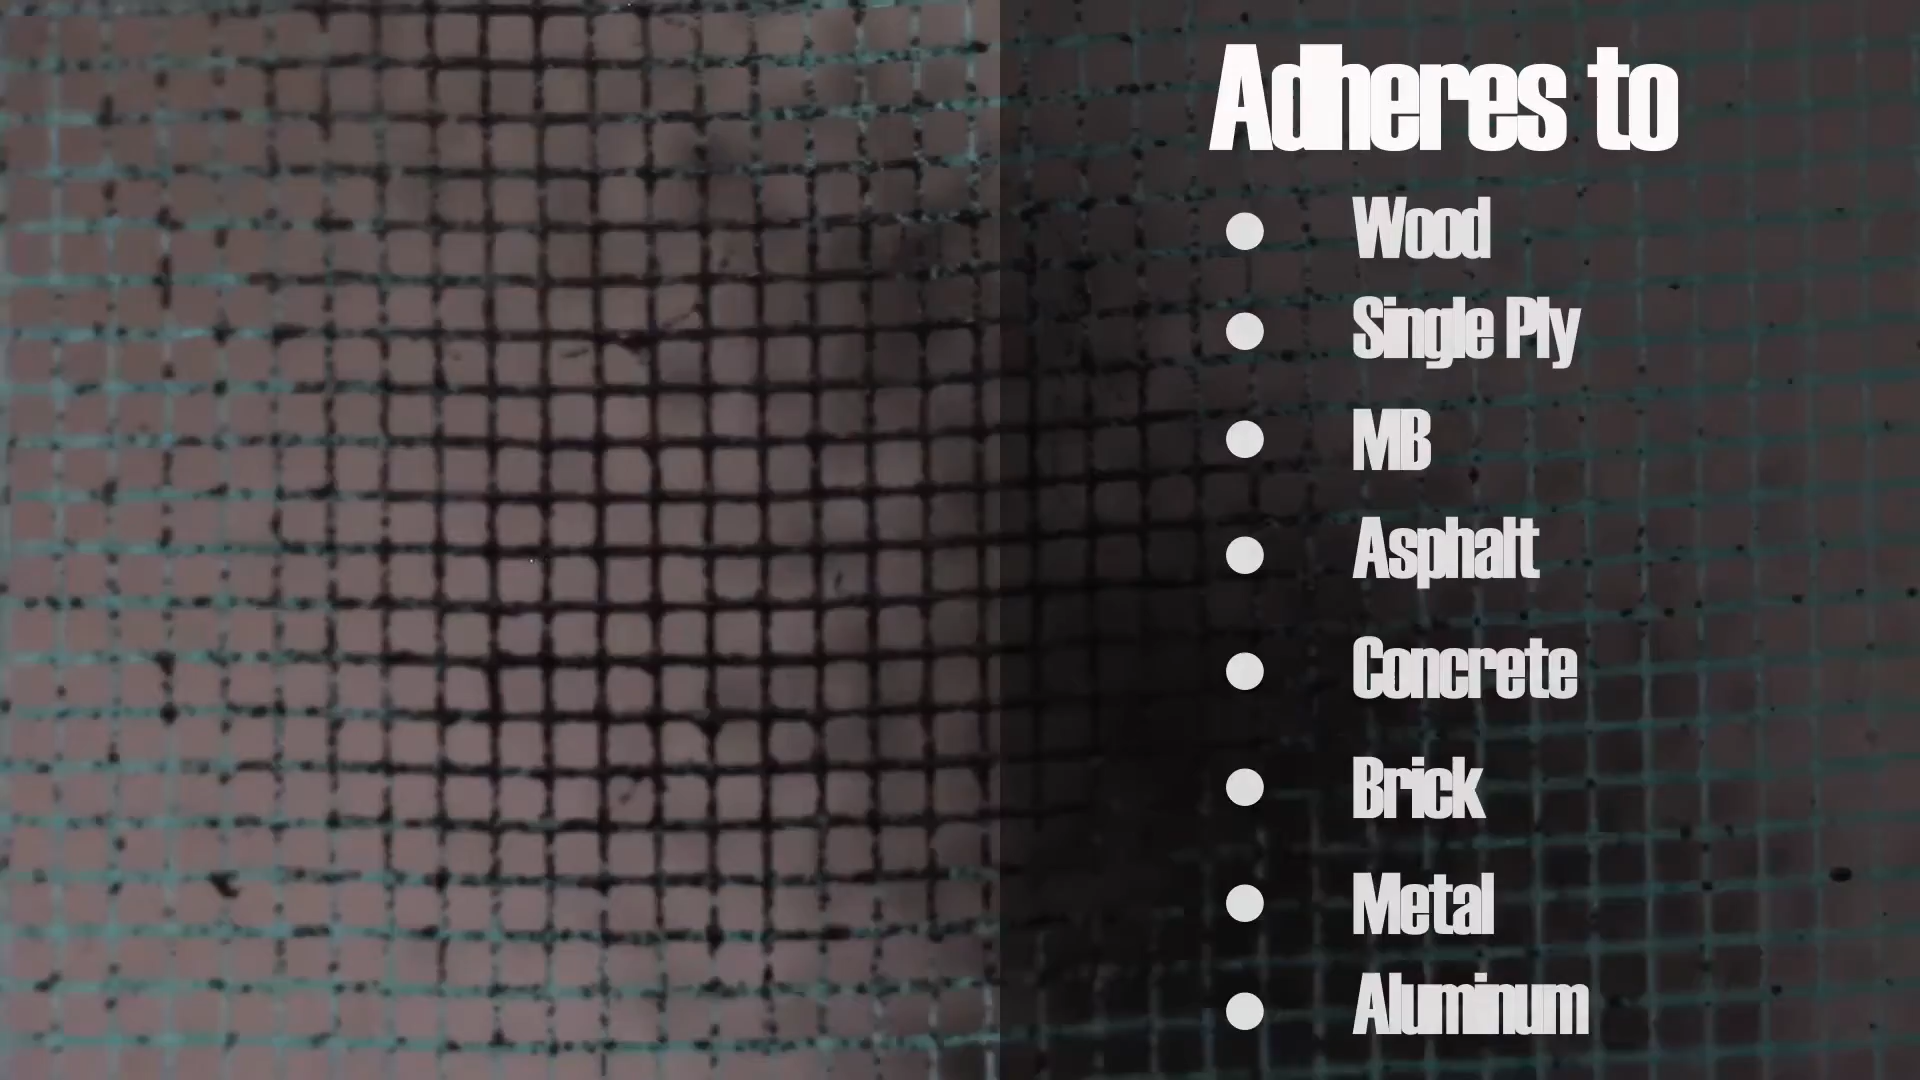 Adheres to
Wood
Single Ply
MB
Asphalt
Concrete
Brick
Metal
Aluminum